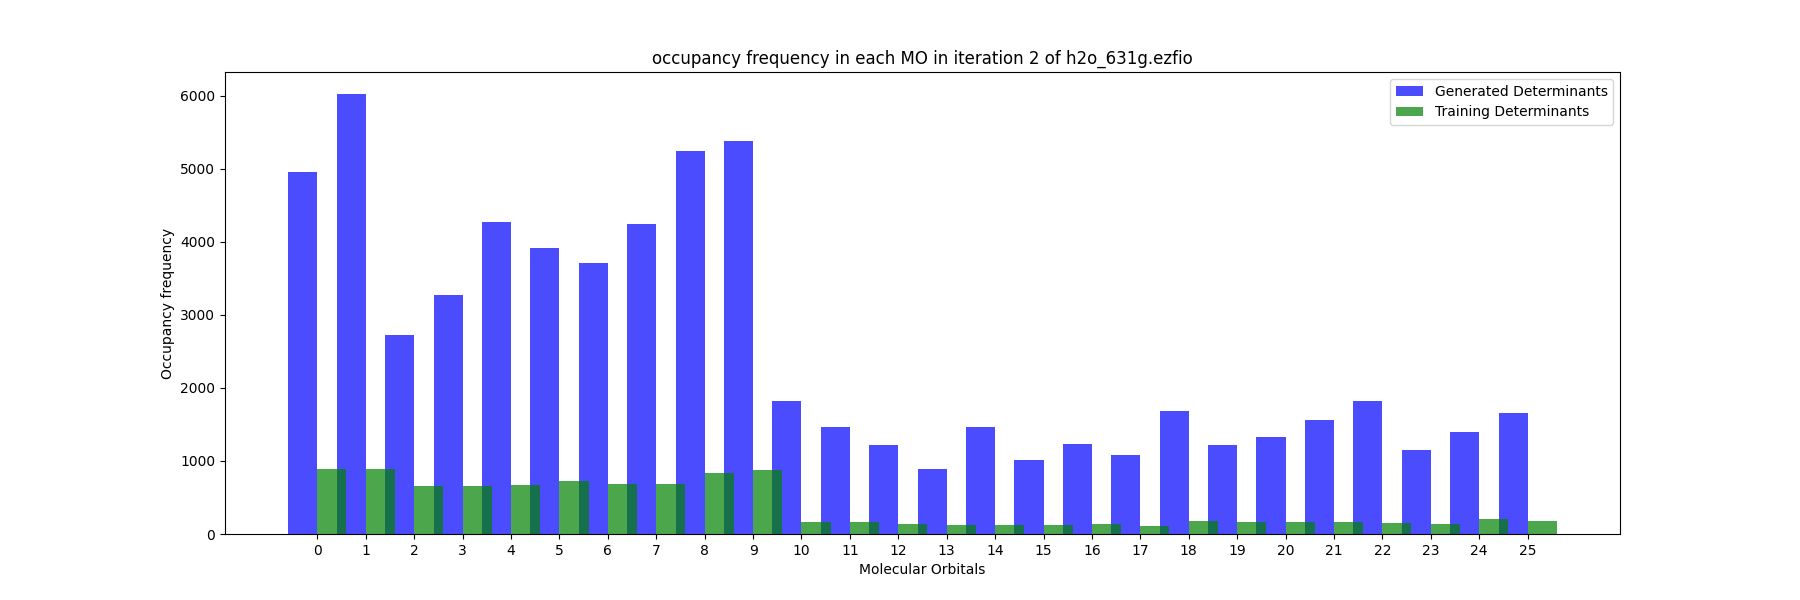 occupancy frequency in each MO in iteration 2 of h2o_631g.ezfio
Generated Determinants
Training Determinants
Occupancy frequency
6000
5000
4000
3000
2000
1000
0
0 1 2 3 4 5 6 7 8 9 10 11 12 13 14 15 16 17 18 19 20 21 22 23 24 25
Molecular Orbitals